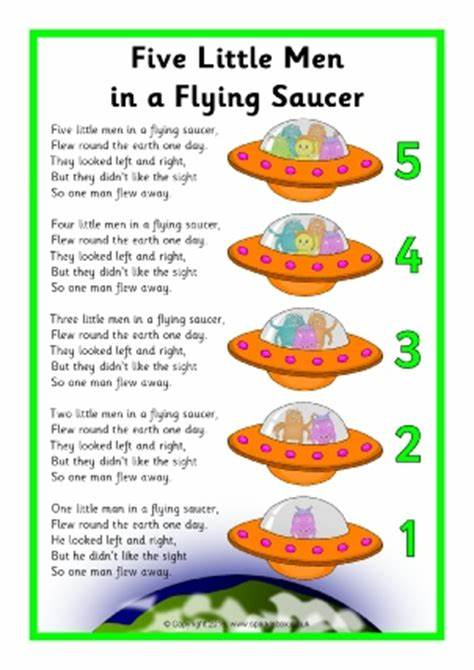 Five Little Men
in a Flying Saucer
Five little men in a flying saucer,
Flew round the earth one day.
They looked left and right,
But they didn't like the sight
So one man flew away.
5
Four little men in a flying saucer,
Flew round the earth one day.
They looked left and right,
But they didn't like the sight
So one man flew away.
4
Three little men in a flying saucer,
Flew round the earth one day.
They looked left and right,
But they didn't like the sight
So one man flew away.
3
Two little men in a flying saucer,
Flew round the earth one day.
They looked left and right,
But they didn't like the sight
So one man flew away.
2
One little man in a flying saucer,
Flew round the earth one day.
He looked left and right,
But he didn't like the sight
So one man flew away.
1
© Copyright